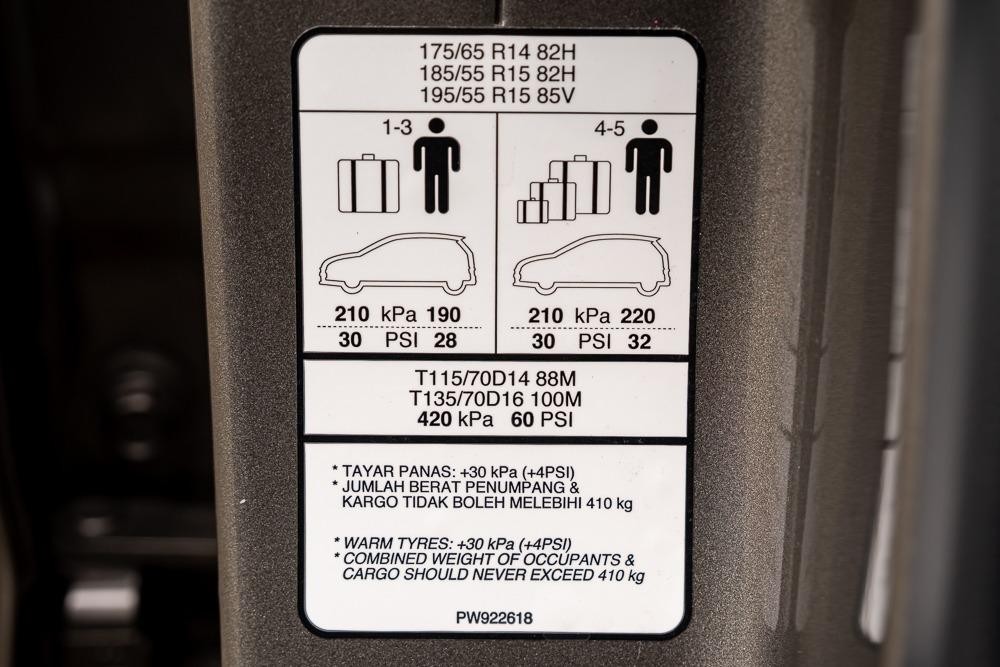 175/65 R14 82H
185/55 R15 82H
195/55 R15 85V
1-3
4-5
210 kPa 190
30 PSI 28
210 kPa 220
30 PSI 32
T115/70D14 88M
T135/70D16 100M
420 kPa 60 PSI
* TAYAR PANAS: +30 kPa (+4PSI)
* JUMLAH BERAT PENUMPANG &
KARGO TIDAK BOLEH MELEBIHI 410 kg
* WARM TYRES: +30 kPa (+4PSI)
* COMBINED WEIGHT OF OCCUPANTS &
CARGO SHOULD NEVER EXCEED 410 kg
PW922618